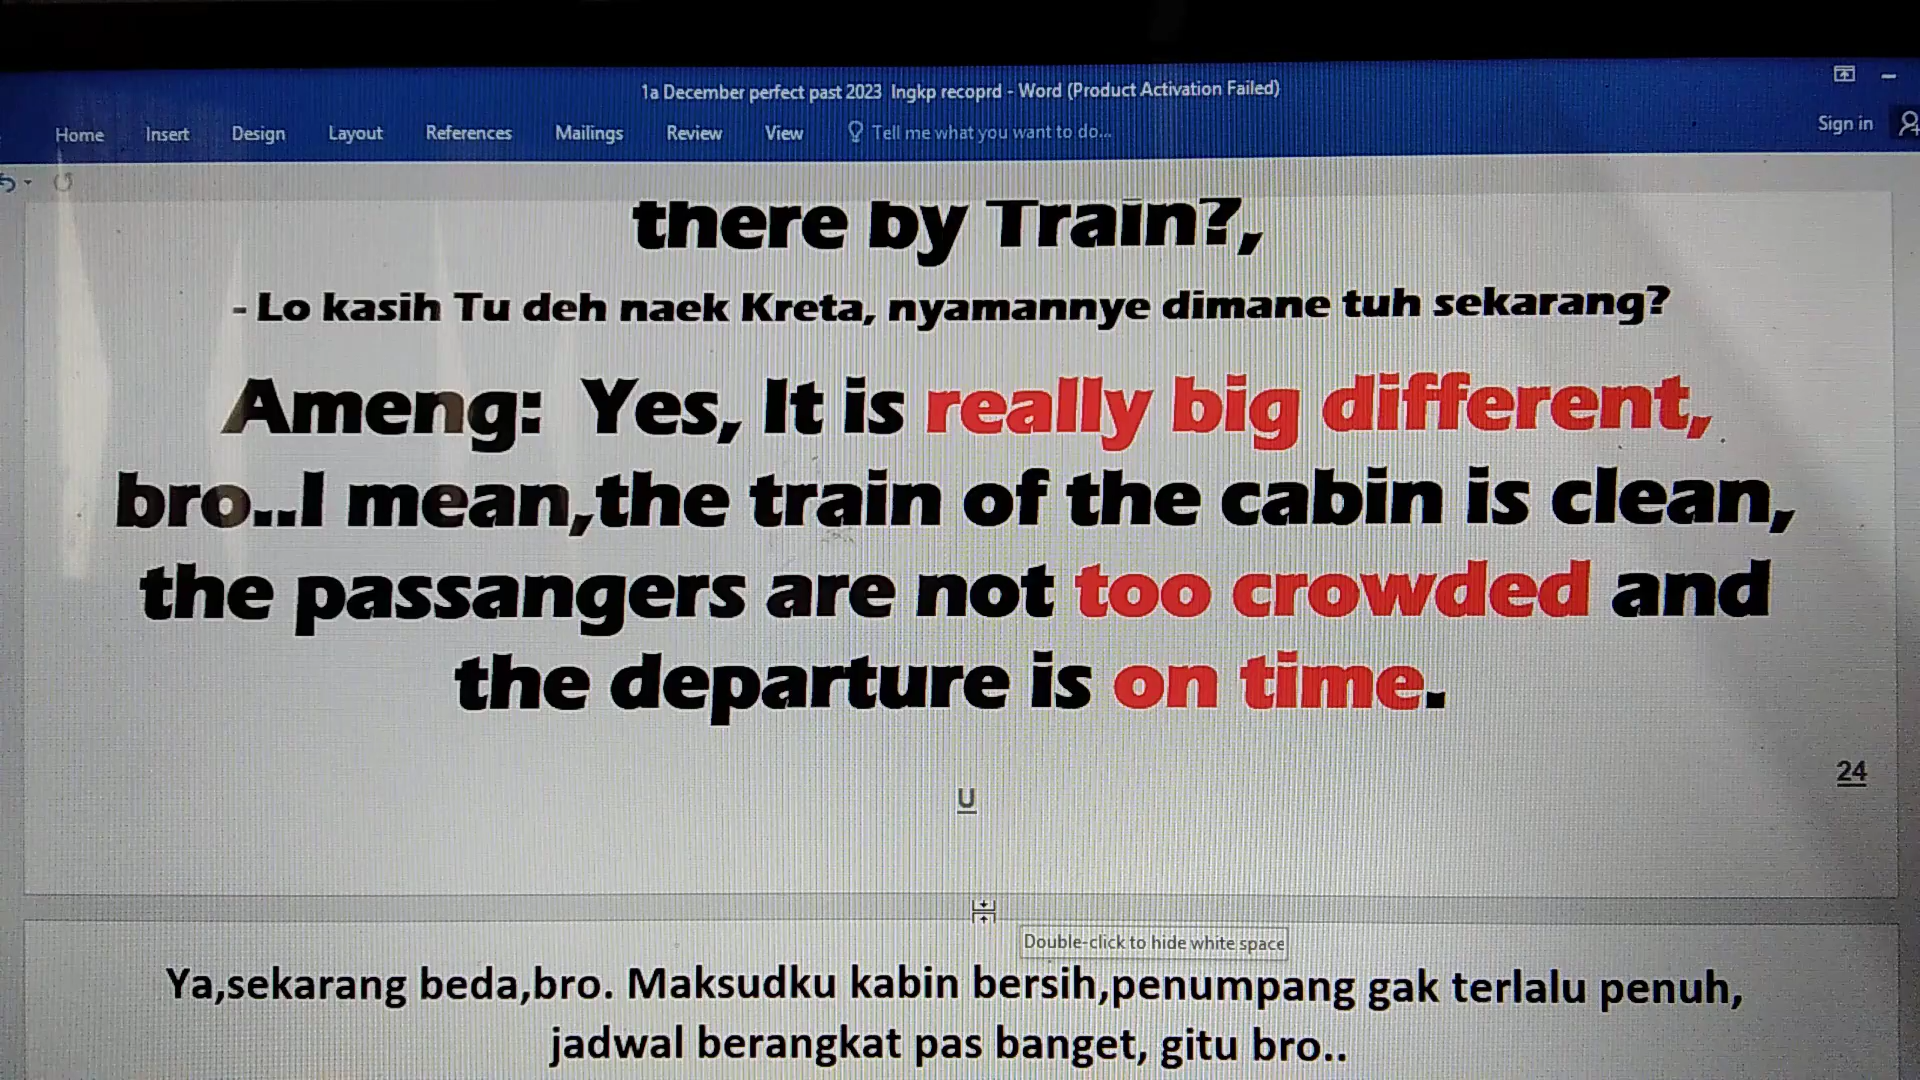 1a December perfect past 2023 Ingkp recoprd - Word (Product Activation Failed)
Home Insert Design Layout References Mailings Review View Tell me what you want to do... Sign in
there by Train?,
- Lo kasih Tu deh naek Kreta, nyamannye dimane tuh sekarang?
Ameng: Yes, It is really big different,
bro..I mean,the train of the cabin is clean,
the passangers are not too crowded and
the departure is on time.
24
U
Double-click to hide white space
Ya,sekarang beda,bro. Maksudku kabin bersih,penumpang gak terlalu penuh,
jadwal berangkat pas banget, gitu bro..